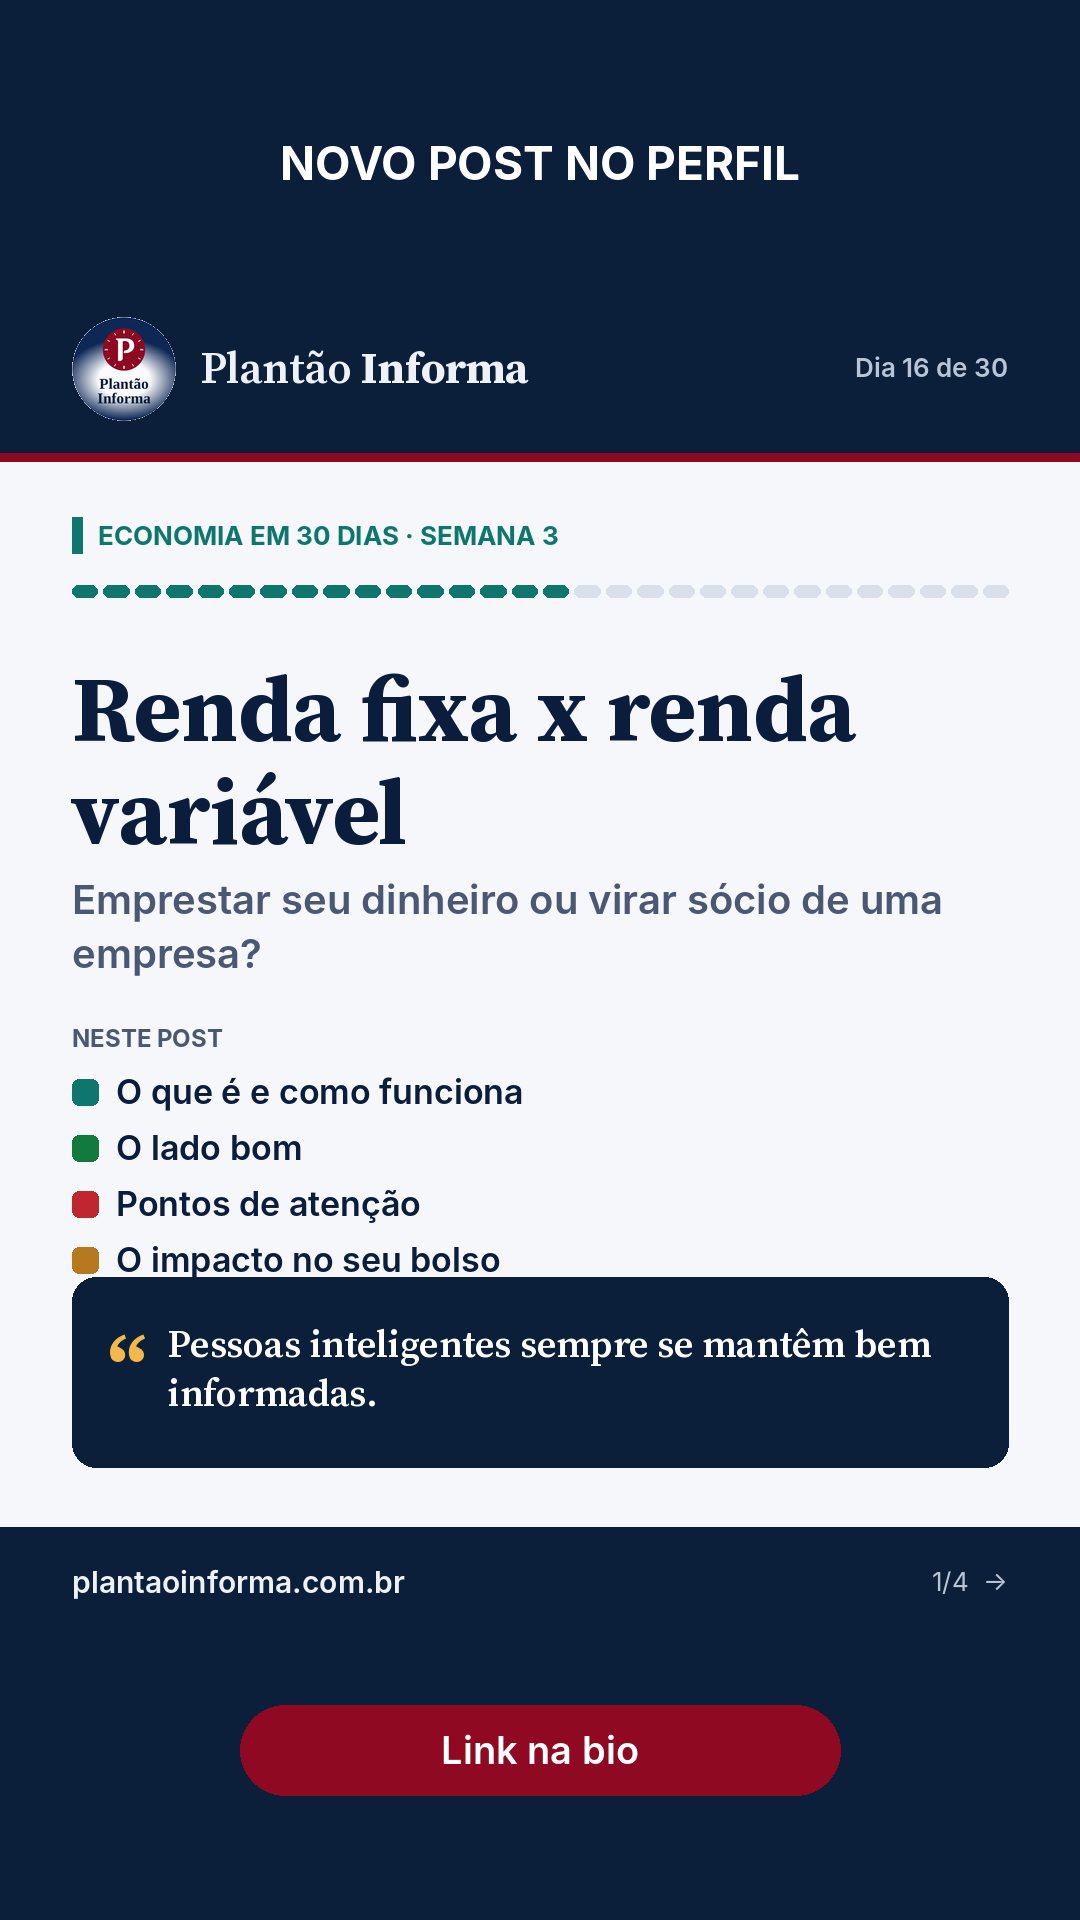 NOVO POST NO PERFIL
P
Plantão
Informa
Plantão Informa
Dia 16 de 30
ECONOMIA EM 30 DIAS · SEMANA 3
Renda fixa x renda
variável
Emprestar seu dinheiro ou virar sócio de uma
empresa?
NESTE POST
O que é e como funciona
O lado bom
Pontos de atenção
O impacto no seu bolso
“ Pessoas inteligentes sempre se mantêm bem
informadas.
plantaoinforma.com.br
1/4 →
Link na bio